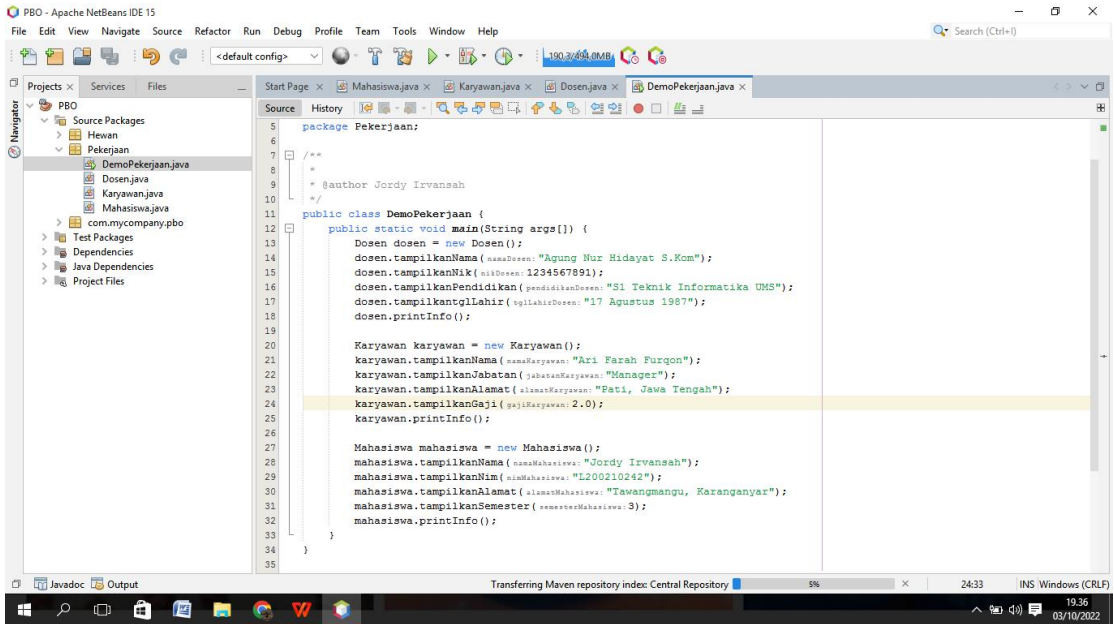 PBO - Apache NetBeans IDE 15
File Edit View Navigate Source Refactor Run Debug Profile Team Tools Window Help
Search (Ctrl+I)
<default config>
190.3/494.0MB
Projects
Services
Files
Navigator
PBO
Source Packages
Hewan
Pekerjaan
DemoPekerjaan.java
Dosen.java
Karyawan.java
Mahasiswa.java
com.mycompany.pbo
Test Packages
Dependencies
Java Dependencies
Project Files
Start Page Mahasiswa.java Karyawan.java Dosen.java DemoPekerjaan.java
Source History
5 package Pekerjaan;
6
7 /**
8 *
9 * @author Jordy Irvansah
10 */
11 public class DemoPekerjaan {
12 public static void main(String args[]) {
13 Dosen dosen = new Dosen();
14 dosen.tampilkanNama( namaDosen: "Agung Nur Hidayat S.Kom");
15 dosen.tampilkanNik( nikDosen: 1234567891);
16 dosen.tampilkanPendidikan( pendidikanDosen: "S1 Teknik Informatika UMS");
17 dosen.tampilkantglLahir( tglLahirDosen: "17 Agustus 1987");
18 dosen.printInfo();
19
20 Karyawan karyawan = new Karyawan();
21 karyawan.tampilkanNama( namaKaryawan: "Ari Farah Furqon");
22 karyawan.tampilkanJabatan( jabatanKaryawan: "Manager");
23 karyawan.tampilkanAlamat( alamatKaryawan: "Pati, Jawa Tengah");
24 karyawan.tampilkanGaji( gajiKaryawan: 2.0);
25 karyawan.printInfo();
26
27 Mahasiswa mahasiswa = new Mahasiswa();
28 mahasiswa.tampilkanNama( namaMahasiswa: "Jordy Irvansah");
29 mahasiswa.tampilkanNim( nimMahasiswa: "L200210242");
30 mahasiswa.tampilkanAlamat( alamatMahasiswa: "Tawangmangu, Karanganyar");
31 mahasiswa.tampilkanSemester( semesterMahasiswa: 3);
32 mahasiswa.printInfo();
33 }
34 }
35
Javadoc Output
Transferring Maven repository index: Central Repository 5%
24:33 INS Windows (CRLF)
19.36
03/10/2022